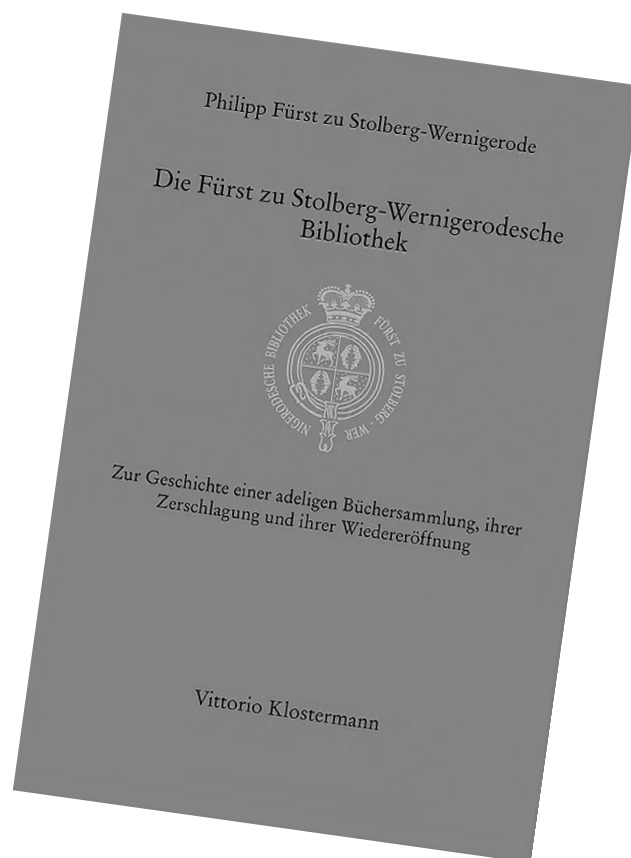 Philipp Fürst zu Stolberg-Wernigerode
Die Fürst zu Stolberg-Wernigerodesche
Bibliothek
FÜRST ZU STOLBERG · WER
NIGERODESCHE BIBLIOTHEK
Zur Geschichte einer adeligen Büchersammlung, ihrer
Zerschlagung und ihrer Wiedereröffnung
Vittorio Klostermann